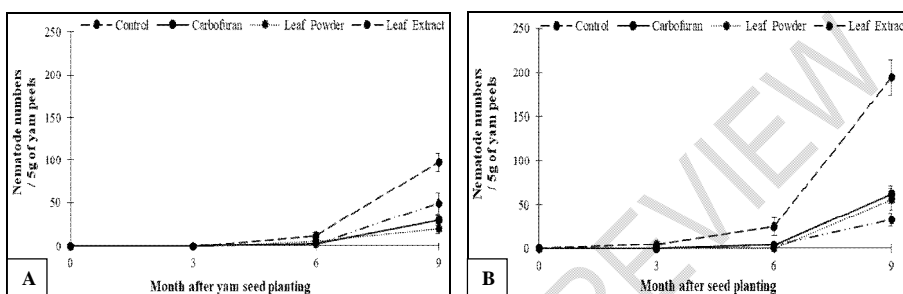 Control Carbofuran Leaf Powder Leaf Extract
Nematode numbers
/ 5g of yam peels
250
200
150
100
50
0
0 3 6 9
Month after yam seed planting
A
Control Carbofuran Leaf Powder Leaf Extract
Nematode numbers
/ 5g of yam peels
250
200
150
100
50
0
0 3 6 9
Month after seed planting
B
REVIEW